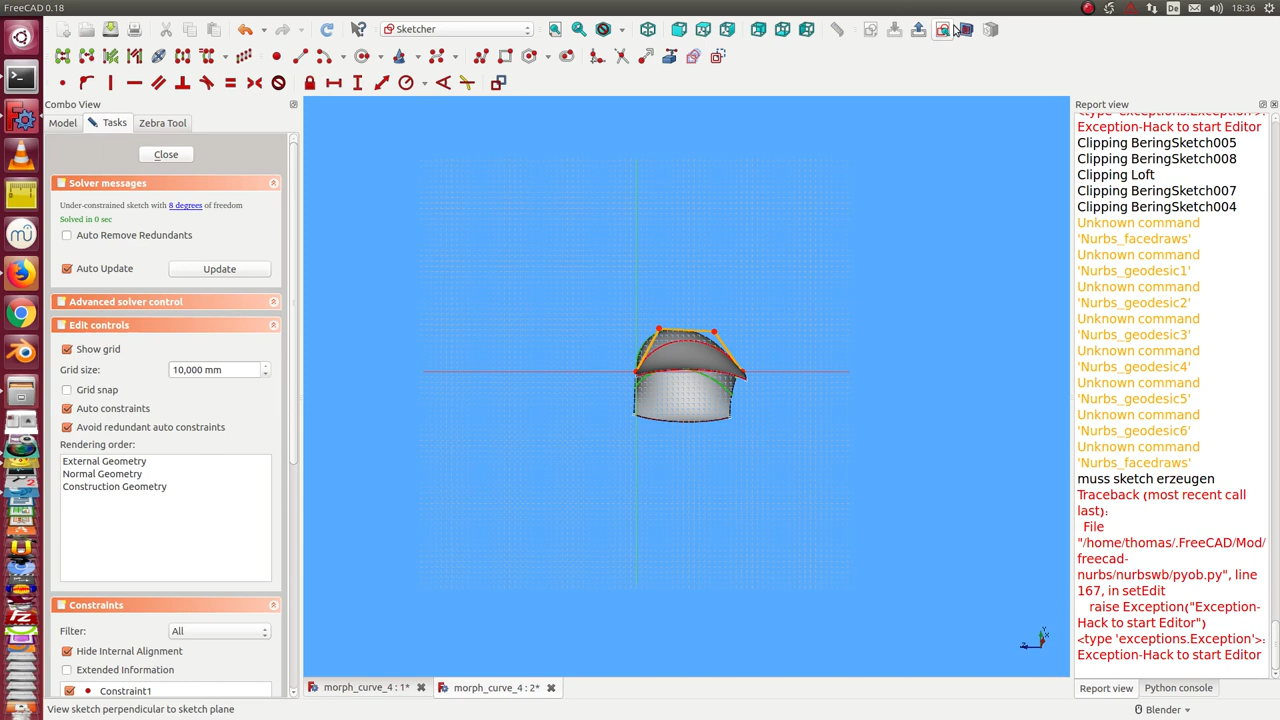 FreeCAD 0.18
De
18:36
Sketcher
Combo View
Model
Tasks
Zebra Tool
Close
Solver messages
Under-constrained sketch with 8 degrees of freedom
Solved in 0 sec
Auto Remove Redundants
Auto Update
Update
Advanced solver control
Edit controls
Show grid
Grid size:
10,000 mm
Grid snap
Auto constraints
Avoid redundant auto constraints
Rendering order:
External Geometry
Normal Geometry
Construction Geometry
Constraints
Filter:
All
Hide Internal Alignment
Extended Information
Constraint1
View sketch perpendicular to sketch plane
morph_curve_4 : 1*
morph_curve_4 : 2*
Report view
<type 'exceptions.Exception'>:
Exception-Hack to start Editor
Clipping BeringSketch005
Clipping BeringSketch008
Clipping Loft
Clipping BeringSketch007
Clipping BeringSketch004
Unknown command
'Nurbs_facedraws'
Unknown command
'Nurbs_geodesic1'
Unknown command
'Nurbs_geodesic2'
Unknown command
'Nurbs_geodesic3'
Unknown command
'Nurbs_geodesic4'
Unknown command
'Nurbs_geodesic5'
Unknown command
'Nurbs_geodesic6'
Unknown command
'Nurbs_facedraws'
muss sketch erzeugen
Traceback (most recent call
last):
File
"/home/thomas/.FreeCAD/Mod/
freecad-
nurbs/nurbswb/pyob.py", line
167, in setEdit
raise Exception("Exception-
Hack to start Editor")
<type 'exceptions.Exception'>:
Exception-Hack to start Editor
Report view
Python console
Blender